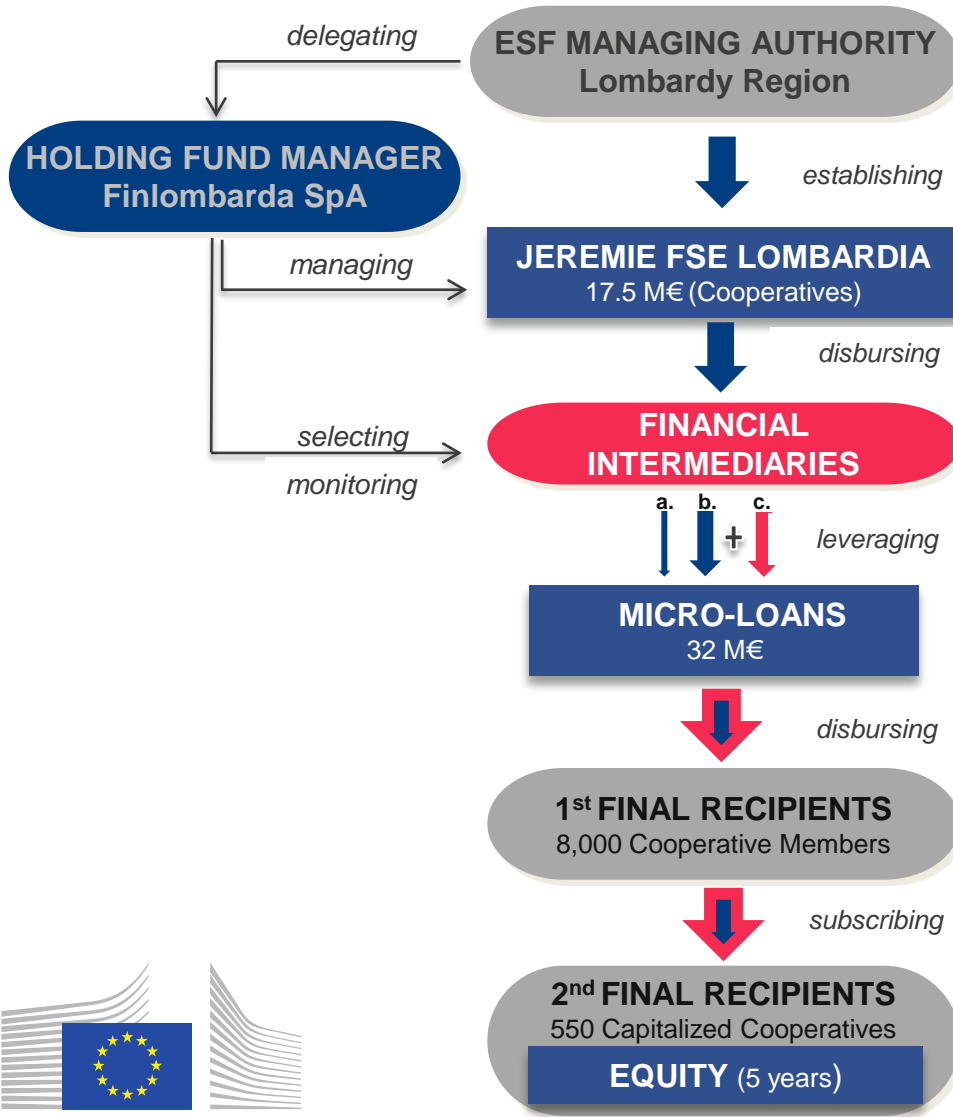 delegating
ESF MANAGING AUTHORITY
Lombardy Region
HOLDING FUND MANAGER
Finlombarda SpA
establishing
managing
JEREMIE FSE LOMBARDIA
17.5 M€ (Cooperatives)
disbursing
selecting
monitoring
FINANCIAL
INTERMEDIARIES
a. b. c.
+
leveraging
MICRO-LOANS
32 M€
disbursing
1st FINAL RECIPIENTS
8,000 Cooperative Members
subscribing
2nd FINAL RECIPIENTS
550 Capitalized Cooperatives
EQUITY (5 years)